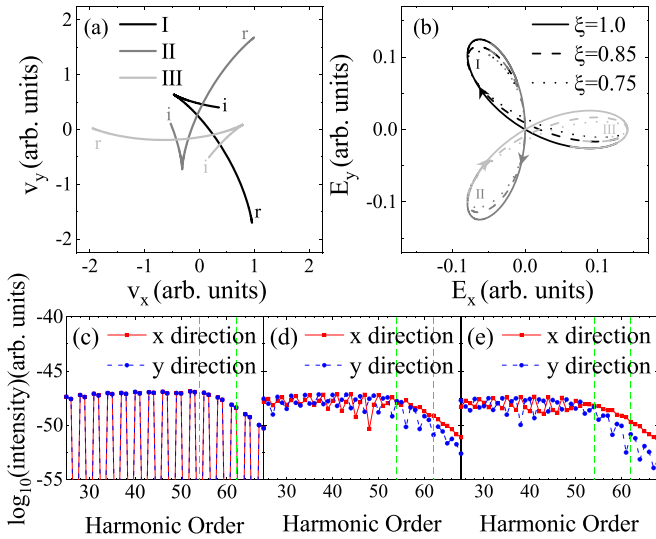 (a)
I
II
III
r
i
i
r
i
r
2
1
0
-1
-2
-2
-1
0
1
2
v_y (arb. units)
v_x (arb. units)
(b)
ξ=1.0
ξ=0.85
ξ=0.75
I
II
III
0.1
0.0
-0.1
-0.1
0.0
0.1
E_y (arb. units)
E_x (arb. units)
log_10(intensity)(arb. units)
-40
-45
-50
-55
(c)
x direction
y direction
30
40
50
60
Harmonic Order
(d)
x direction
y direction
30
40
50
60
Harmonic Order
(e)
x direction
y direction
30
40
50
60
Harmonic Order